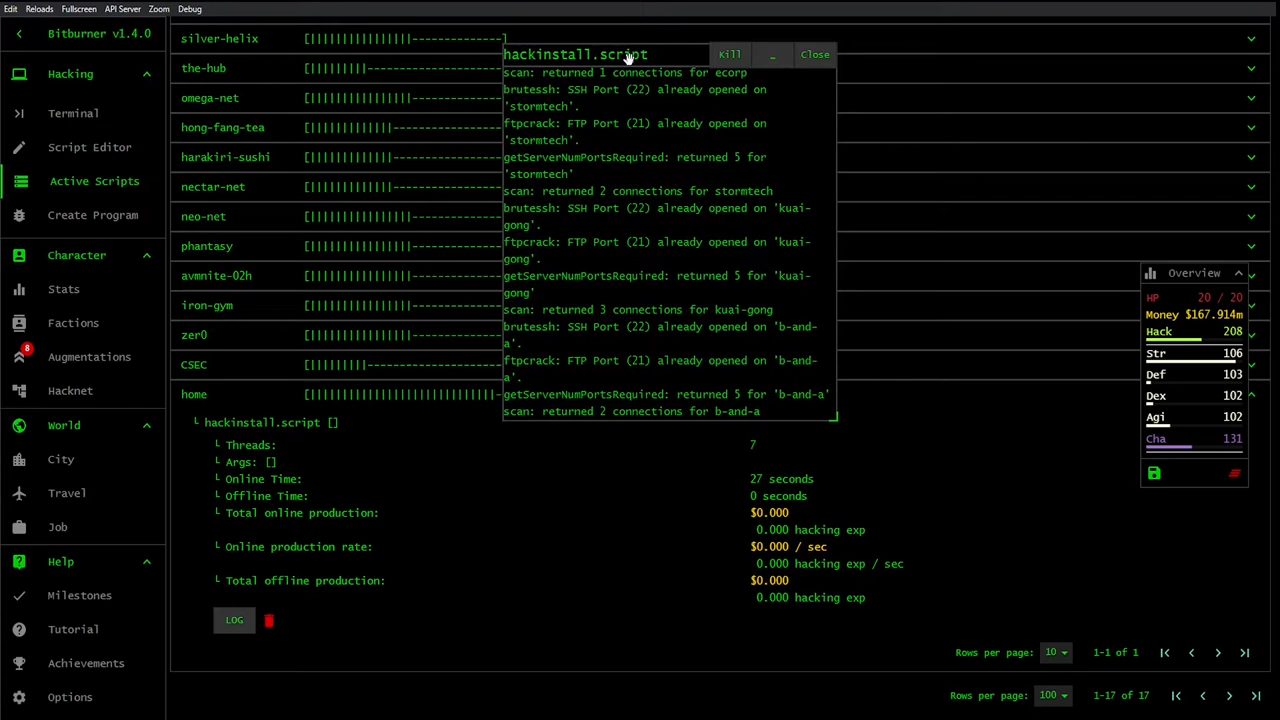 Edit Reloads Fullscreen API Server Zoom Debug
Bitburner v1.4.0
Hacking
Terminal
Script Editor
Active Scripts
Create Program
Character
Stats
Factions
8
Augmentations
Hacknet
World
City
Travel
Job
Help
Milestones
Tutorial
Achievements
Options
silver-helix [||||||||||||||||---------------]
the-hub [|||||||||---------------------
omega-net [||||||||||||||||--------------
hong-fang-tea [|||||||||||||-----------------
harakiri-sushi [|||||||||||||-----------------
nectar-net [|||||||||||||-----------------
neo-net [||||||||||||||||--------------
phantasy [||||||||||||||||--------------
avmnite-02h [||||||||||||||||--------------
iron-gym [||||||||||||||||--------------
zer0 [||||||||||||||||--------------
CSEC [|||||||||---------------------
home [|||||||||||||||||||||||||||||-
hackinstall.script Kill _ Close
scan: returned 1 connections for ecorp
brutessh: SSH Port (22) already opened on
'stormtech'.
ftpcrack: FTP Port (21) already opened on
'stormtech'.
getServerNumPortsRequired: returned 5 for
'stormtech'
scan: returned 2 connections for stormtech
brutessh: SSH Port (22) already opened on 'kuai-
gong'.
ftpcrack: FTP Port (21) already opened on 'kuai-
gong'.
getServerNumPortsRequired: returned 5 for 'kuai-
gong'
scan: returned 3 connections for kuai-gong
brutessh: SSH Port (22) already opened on 'b-and-
a'.
ftpcrack: FTP Port (21) already opened on 'b-and-
a'.
getServerNumPortsRequired: returned 5 for 'b-and-a'
scan: returned 2 connections for b-and-a
└ hackinstall.script []
└ Threads: 7
└ Args: []
└ Online Time: 27 seconds
└ Offline Time: 0 seconds
└ Total online production: $0.000
0.000 hacking exp
└ Online production rate: $0.000 / sec
0.000 hacking exp / sec
└ Total offline production: $0.000
0.000 hacking exp
LOG
Rows per page: 10 1-1 of 1
Rows per page: 100 1-17 of 17
Overview
HP 20 / 20
Money $167.914m
Hack 208
Str 106
Def 103
Dex 102
Agi 102
Cha 131